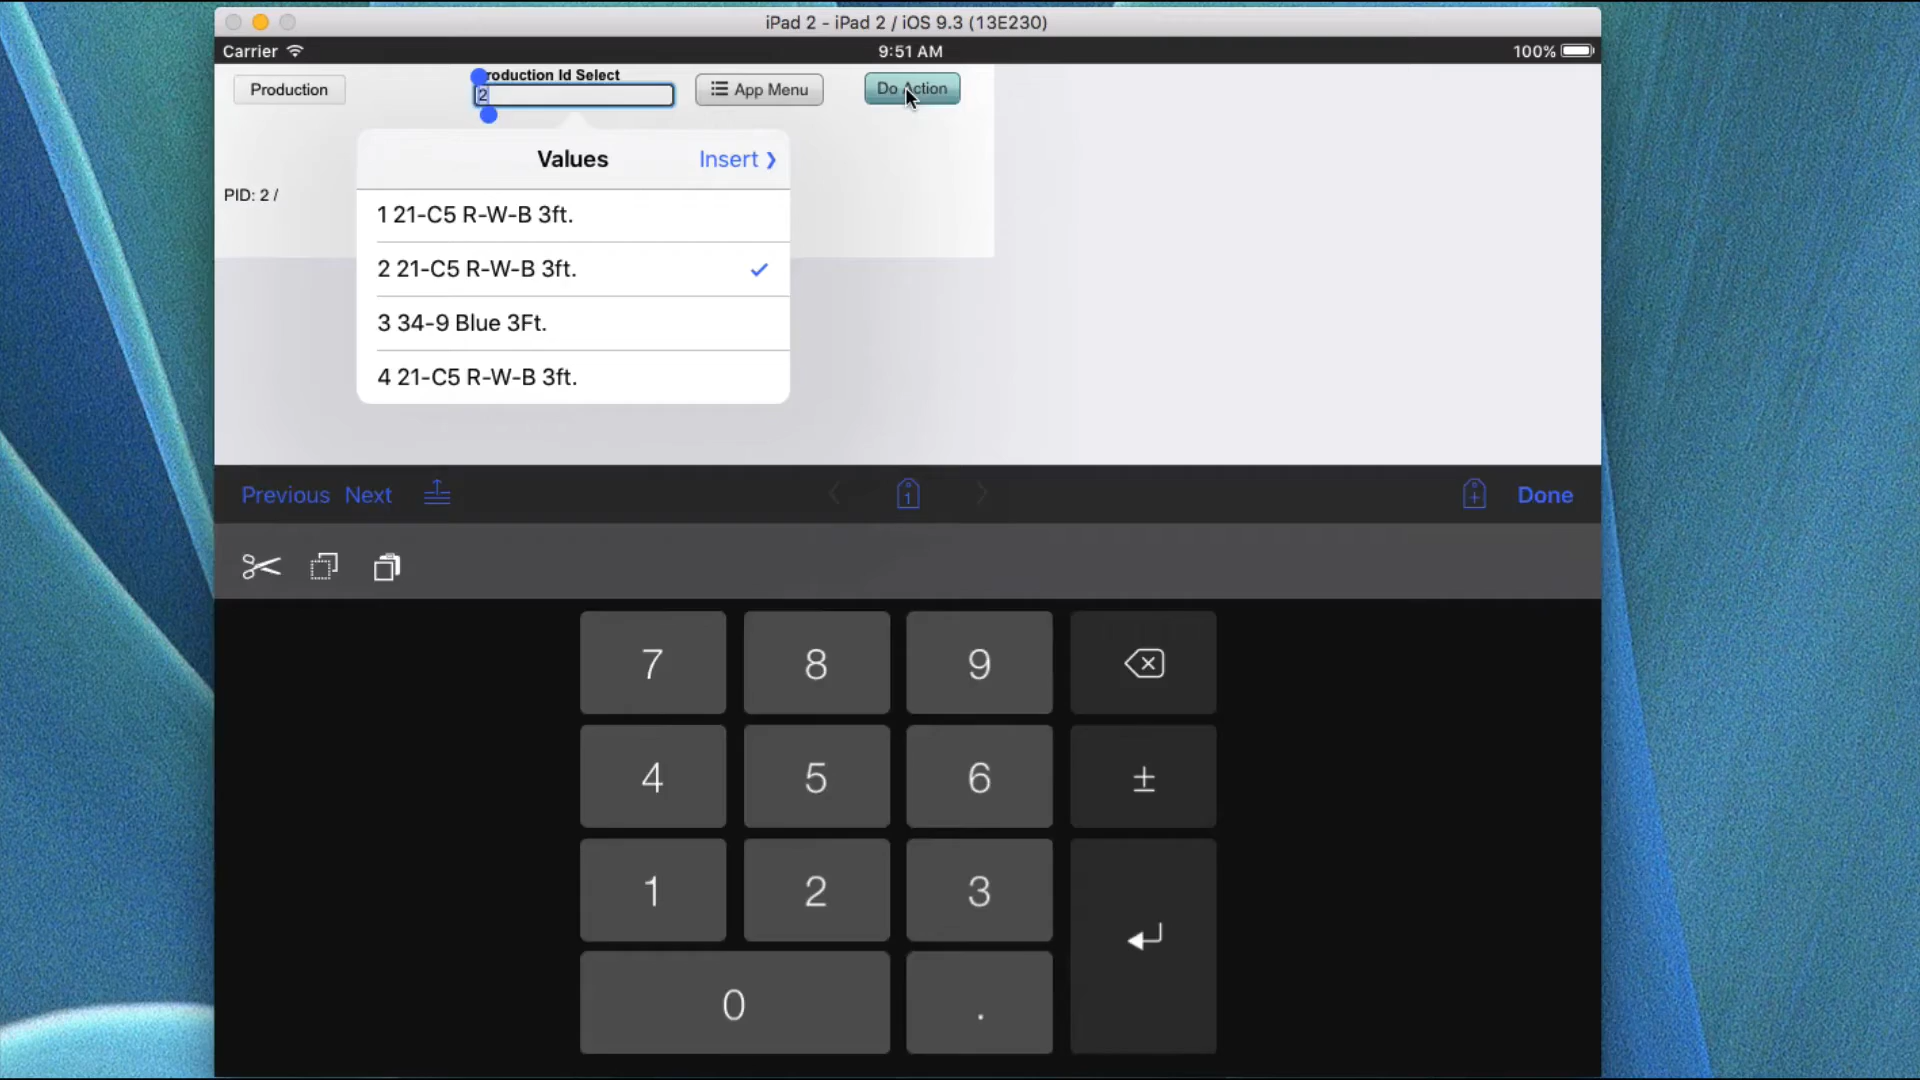 iPad 2 - iPad 2 / iOS 9.3 (13E230)
Carrier 9:51 AM 100%
roduction Id Select
Production 2 App Menu Do Action
Values Insert ❯
PID: 2 /
1 21-C5 R-W-B 3ft.
2 21-C5 R-W-B 3ft.
3 34-9 Blue 3Ft.
4 21-C5 R-W-B 3ft.
Previous Next 1 Done
7 8 9
4 5 6 ±
1 2 3
0 .